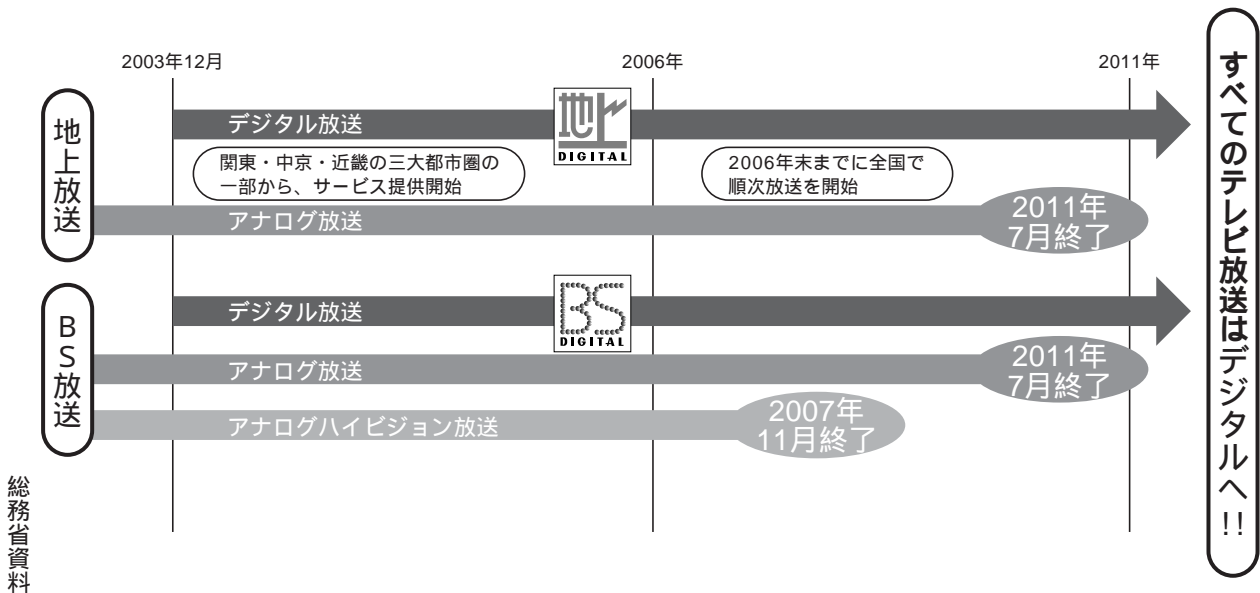 2003年12月
2006年
2011年
地上放送
デジタル放送
地上
DIGITAL
関東・中京・近畿の三大都市圏の
一部から、サービス提供開始
2006年末までに全国で
順次放送を開始
アナログ放送
2011年
7月終了
BS放送
デジタル放送
BS
DIGITAL
アナログ放送
2011年
7月終了
アナログハイビジョン放送
2007年
11月終了
すべてのテレビ放送はデジタルへ!!
総務省資料